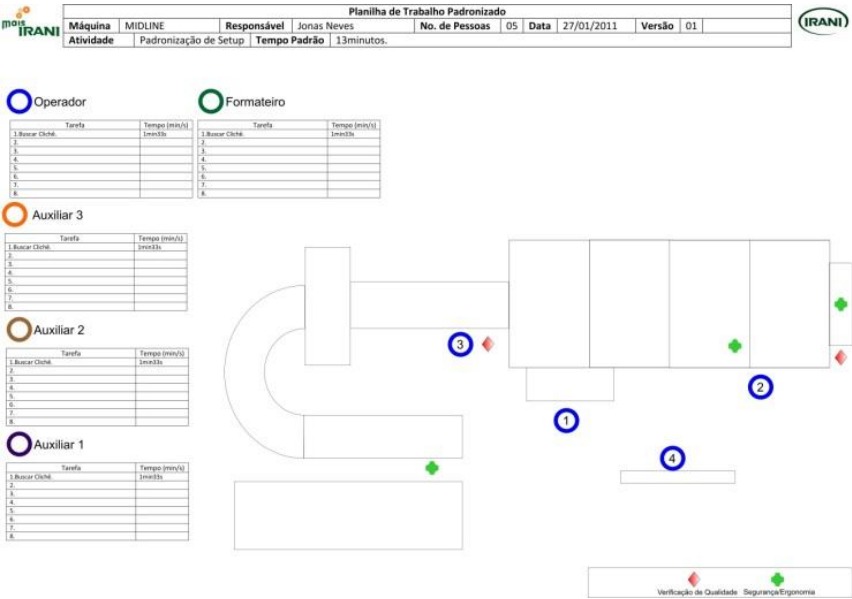 mais IRANI
Planilha de Trabalho Padronizado
IRANI
Máquina MIDLINE Responsável Jonas Neves No. de Pessoas 05 Data 27/01/2011 Versão 01
Atividade Padronização de Setup Tempo Padrão 13minutos.
Operador
Tarefa Tempo (min/s)
1.Buscar Clichê. 1min33s
2.
3.
4.
5.
6.
7.
8.
Formateiro
Tarefa Tempo (min/s)
1.Buscar Clichê. 1min33s
2.
3.
4.
5.
6.
7.
8.
Auxiliar 3
Tarefa Tempo (min/s)
1.Buscar Clichê. 1min33s
2.
3.
4.
5.
6.
7.
8.
Auxiliar 2
Tarefa Tempo (min/s)
1.Buscar Clichê. 1min33s
2.
3.
4.
5.
6.
7.
8.
Auxiliar 1
Tarefa Tempo (min/s)
1.Buscar Clichê. 1min33s
2.
3.
4.
5.
6.
7.
8.
3
2
1
4
Verificação de Qualidade Segurança/Ergonomia